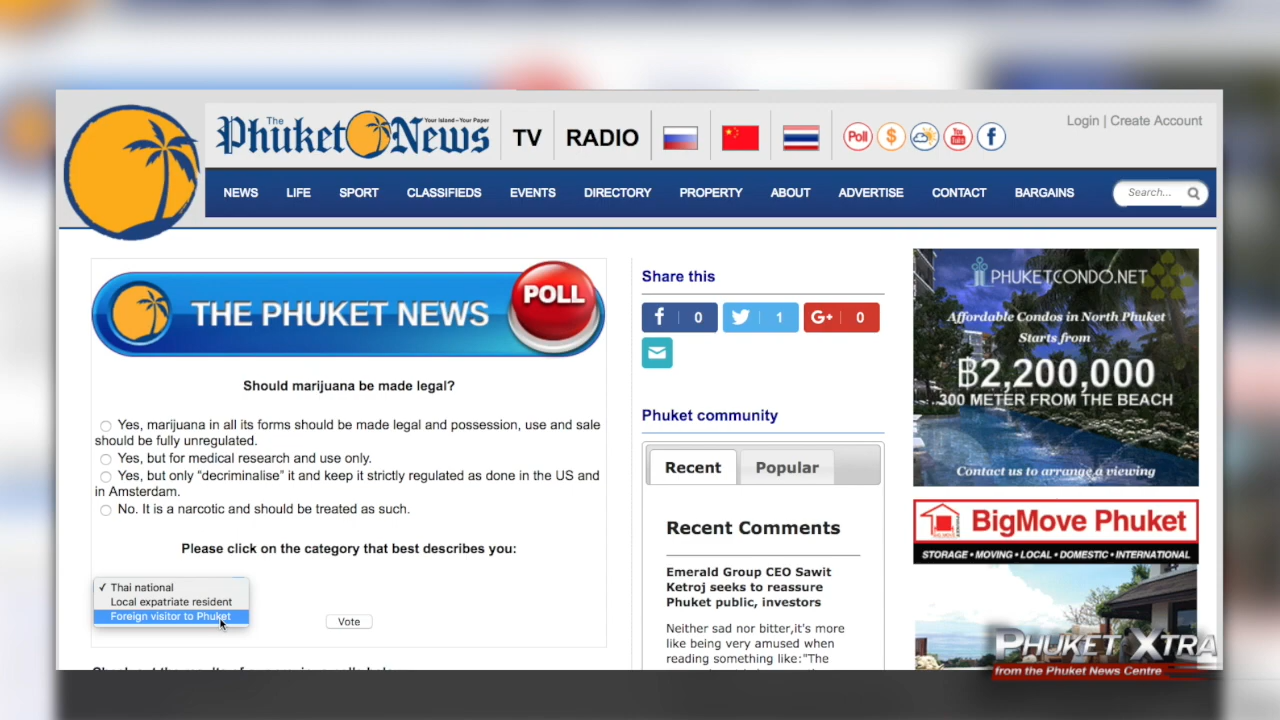 The
Phuket News
Your Island - Your Paper
TV
RADIO
Poll
$
You Tube
f
Login | Create Account
NEWS
LIFE
SPORT
CLASSIFIEDS
EVENTS
DIRECTORY
PROPERTY
ABOUT
ADVERTISE
CONTACT
BARGAINS
Search...
THE PHUKET NEWS
POLL
Should marijuana be made legal?
Yes, marijuana in all its forms should be made legal and possession, use and sale
should be fully unregulated.
Yes, but for medical research and use only.
Yes, but only “decriminalise” it and keep it strictly regulated as done in the US and
in Amsterdam.
No. It is a narcotic and should be treated as such.
Please click on the category that best describes you:
✓ Thai national
Local expatriate resident
Foreign visitor to Phuket
Vote
Share this
f 0
1
G+ 0
Phuket community
Recent
Popular
Recent Comments
Emerald Group CEO Sawit
Ketroj seeks to reassure
Phuket public, investors
Neither sad nor bitter,it's more
like being very amused when
reading something like:"The
PHUKET.CONDO.NET
Affordable Condos in North Phuket
Starts from
฿2,200,000
300 METER FROM THE BEACH
Contact us to arrange a viewing
BigMove Phuket
STORAGE • MOVING • LOCAL • DOMESTIC • INTERNATIONAL
PHUKET XTRA
from the Phuket News Centre